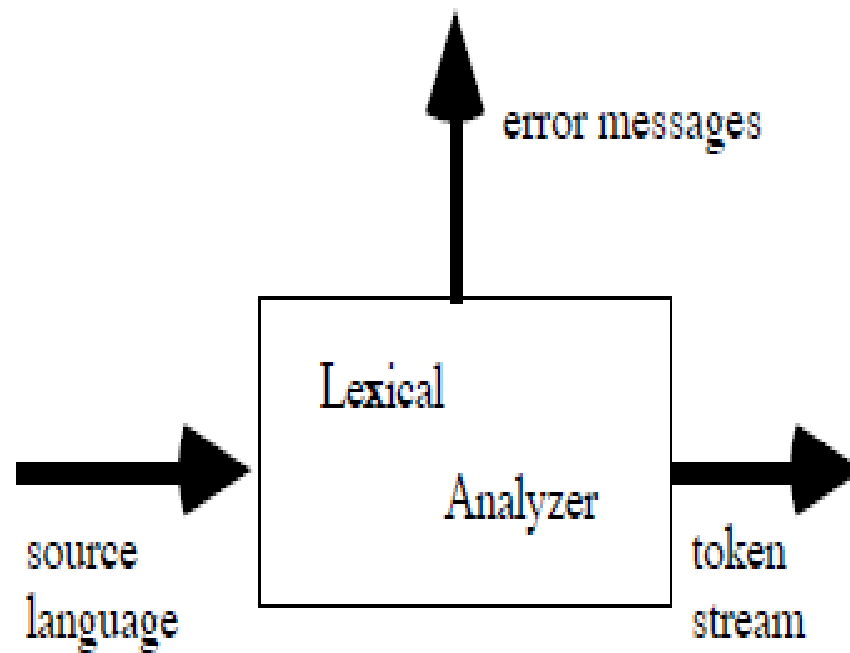 error messages
Lexical
Analyzer
source
language
token
stream